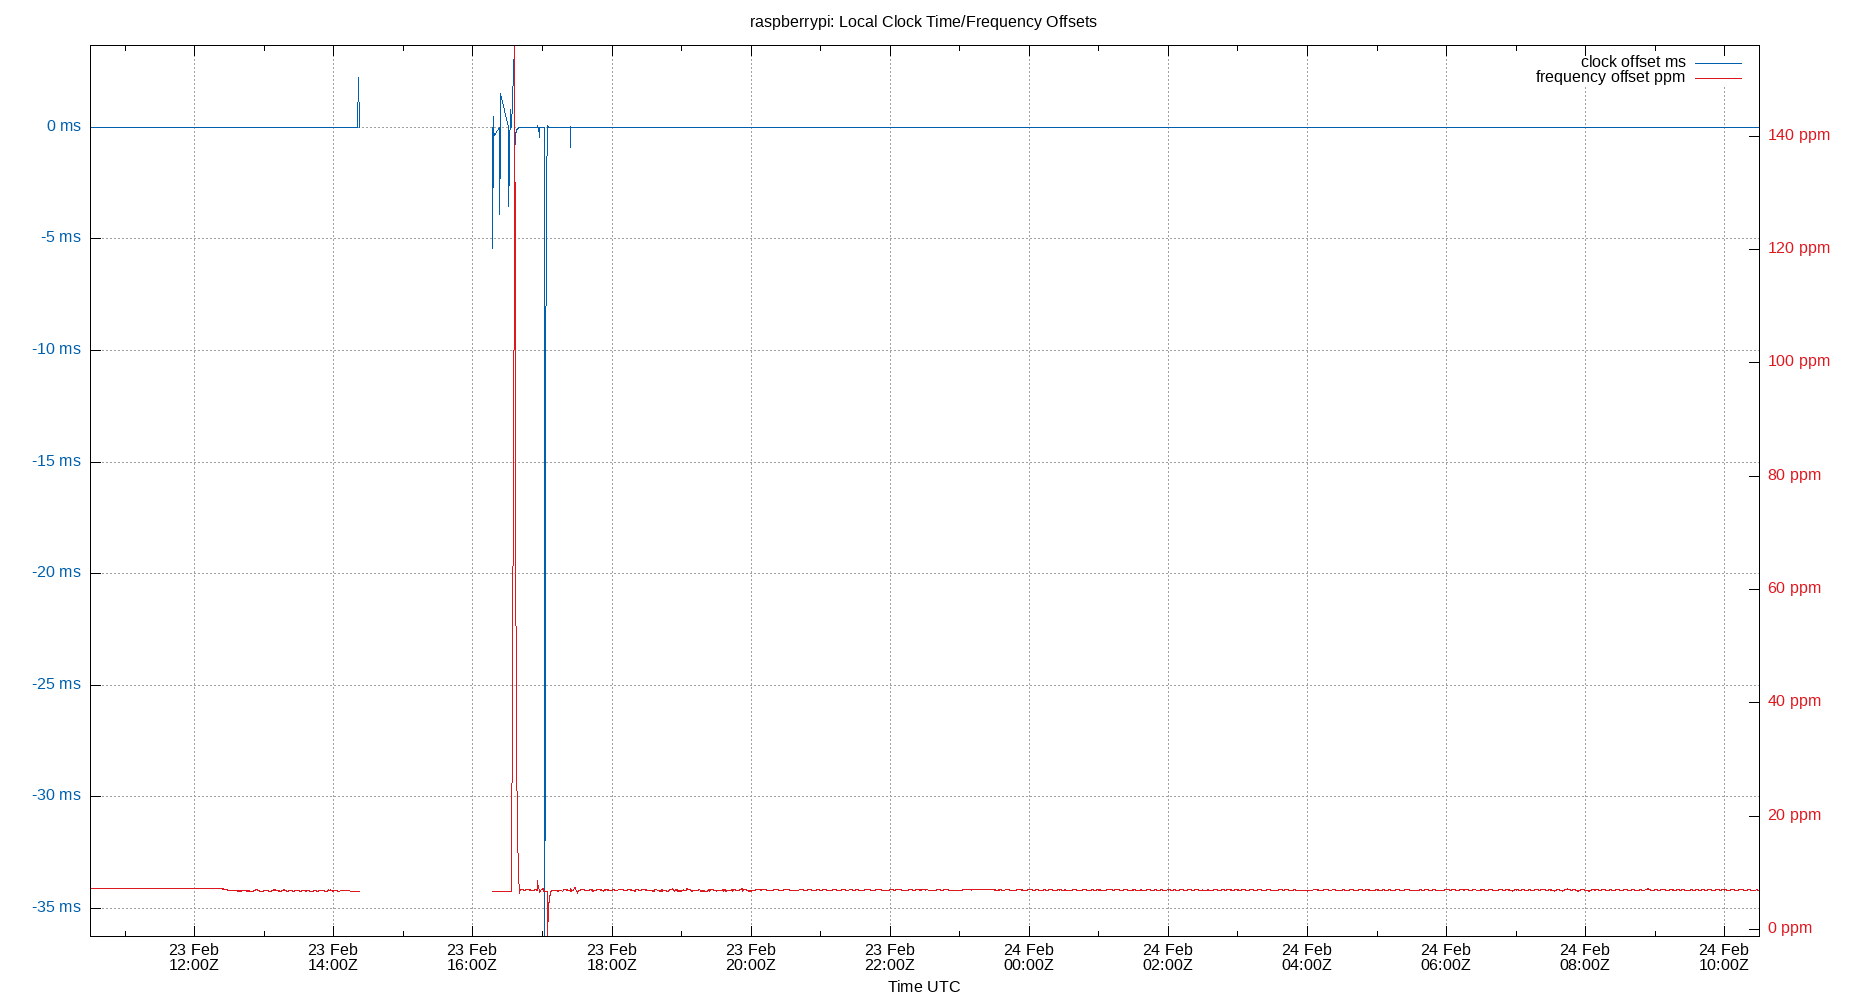 raspberrypi: Local Clock Time/Frequency Offsets
clock offset ms
frequency offset ppm
0 ms
-5 ms
-10 ms
-15 ms
-20 ms
-25 ms
-30 ms
-35 ms
140 ppm
120 ppm
100 ppm
80 ppm
60 ppm
40 ppm
20 ppm
0 ppm
23 Feb 23 Feb 23 Feb 23 Feb 23 Feb 23 Feb 24 Feb 24 Feb 24 Feb 24 Feb 24 Feb 24 Feb
12:00Z 14:00Z 16:00Z 18:00Z 20:00Z 22:00Z 00:00Z 02:00Z 04:00Z 06:00Z 08:00Z 10:00Z
Time UTC